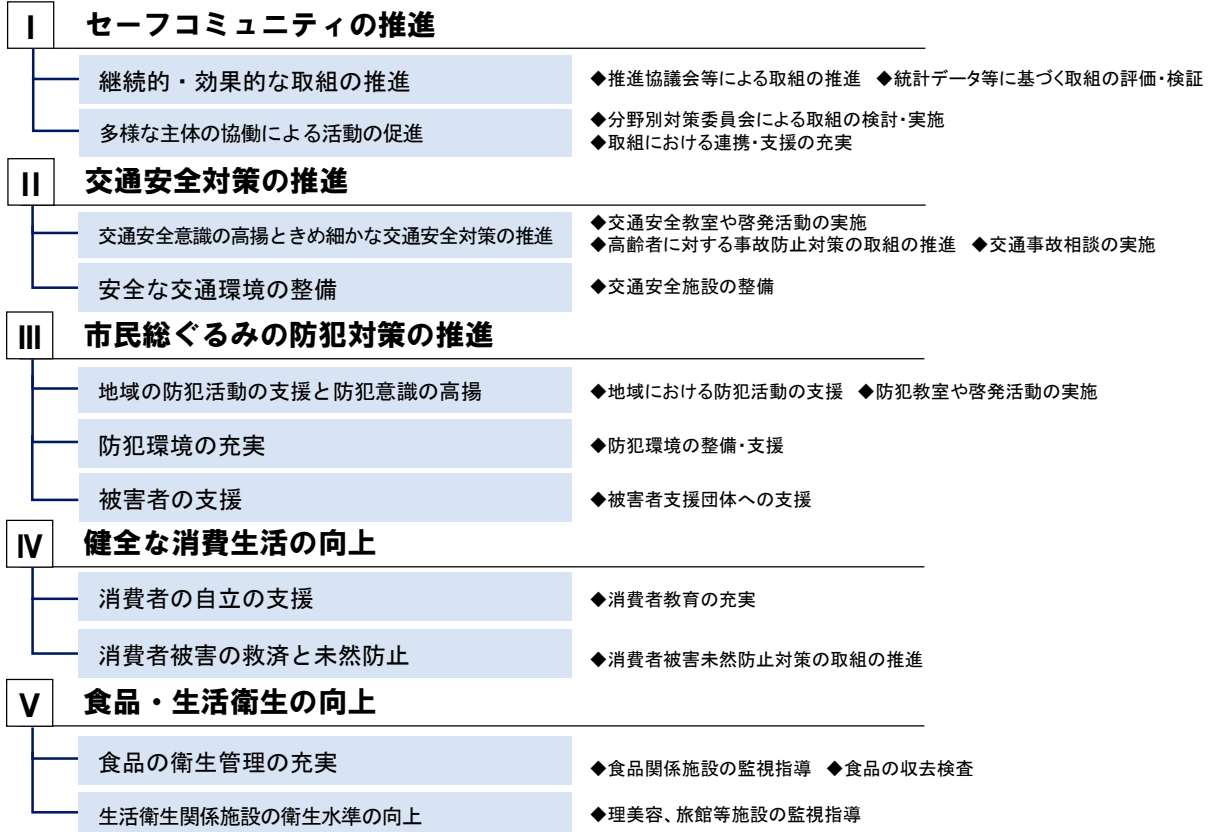 Ⅰ セーフコミュニティの推進
継続的・効果的な取組の推進 ◆推進協議会等による取組の推進 ◆統計データ等に基づく取組の評価・検証
多様な主体の協働による活動の促進 ◆分野別対策委員会による取組の検討・実施
◆取組における連携・支援の充実
Ⅱ 交通安全対策の推進
交通安全意識の高揚ときめ細かな交通安全対策の推進 ◆交通安全教室や啓発活動の実施
◆高齢者に対する事故防止対策の取組の推進 ◆交通事故相談の実施
安全な交通環境の整備 ◆交通安全施設の整備
Ⅲ 市民総ぐるみの防犯対策の推進
地域の防犯活動の支援と防犯意識の高揚 ◆地域における防犯活動の支援 ◆防犯教室や啓発活動の実施
防犯環境の充実 ◆防犯環境の整備・支援
被害者の支援 ◆被害者支援団体への支援
Ⅳ 健全な消費生活の向上
消費者の自立の支援 ◆消費者教育の充実
消費者被害の救済と未然防止 ◆消費者被害未然防止対策の取組の推進
Ⅴ 食品・生活衛生の向上
食品の衛生管理の充実 ◆食品関係施設の監視指導 ◆食品の収去検査
生活衛生関係施設の衛生水準の向上 ◆理美容、旅館等施設の監視指導